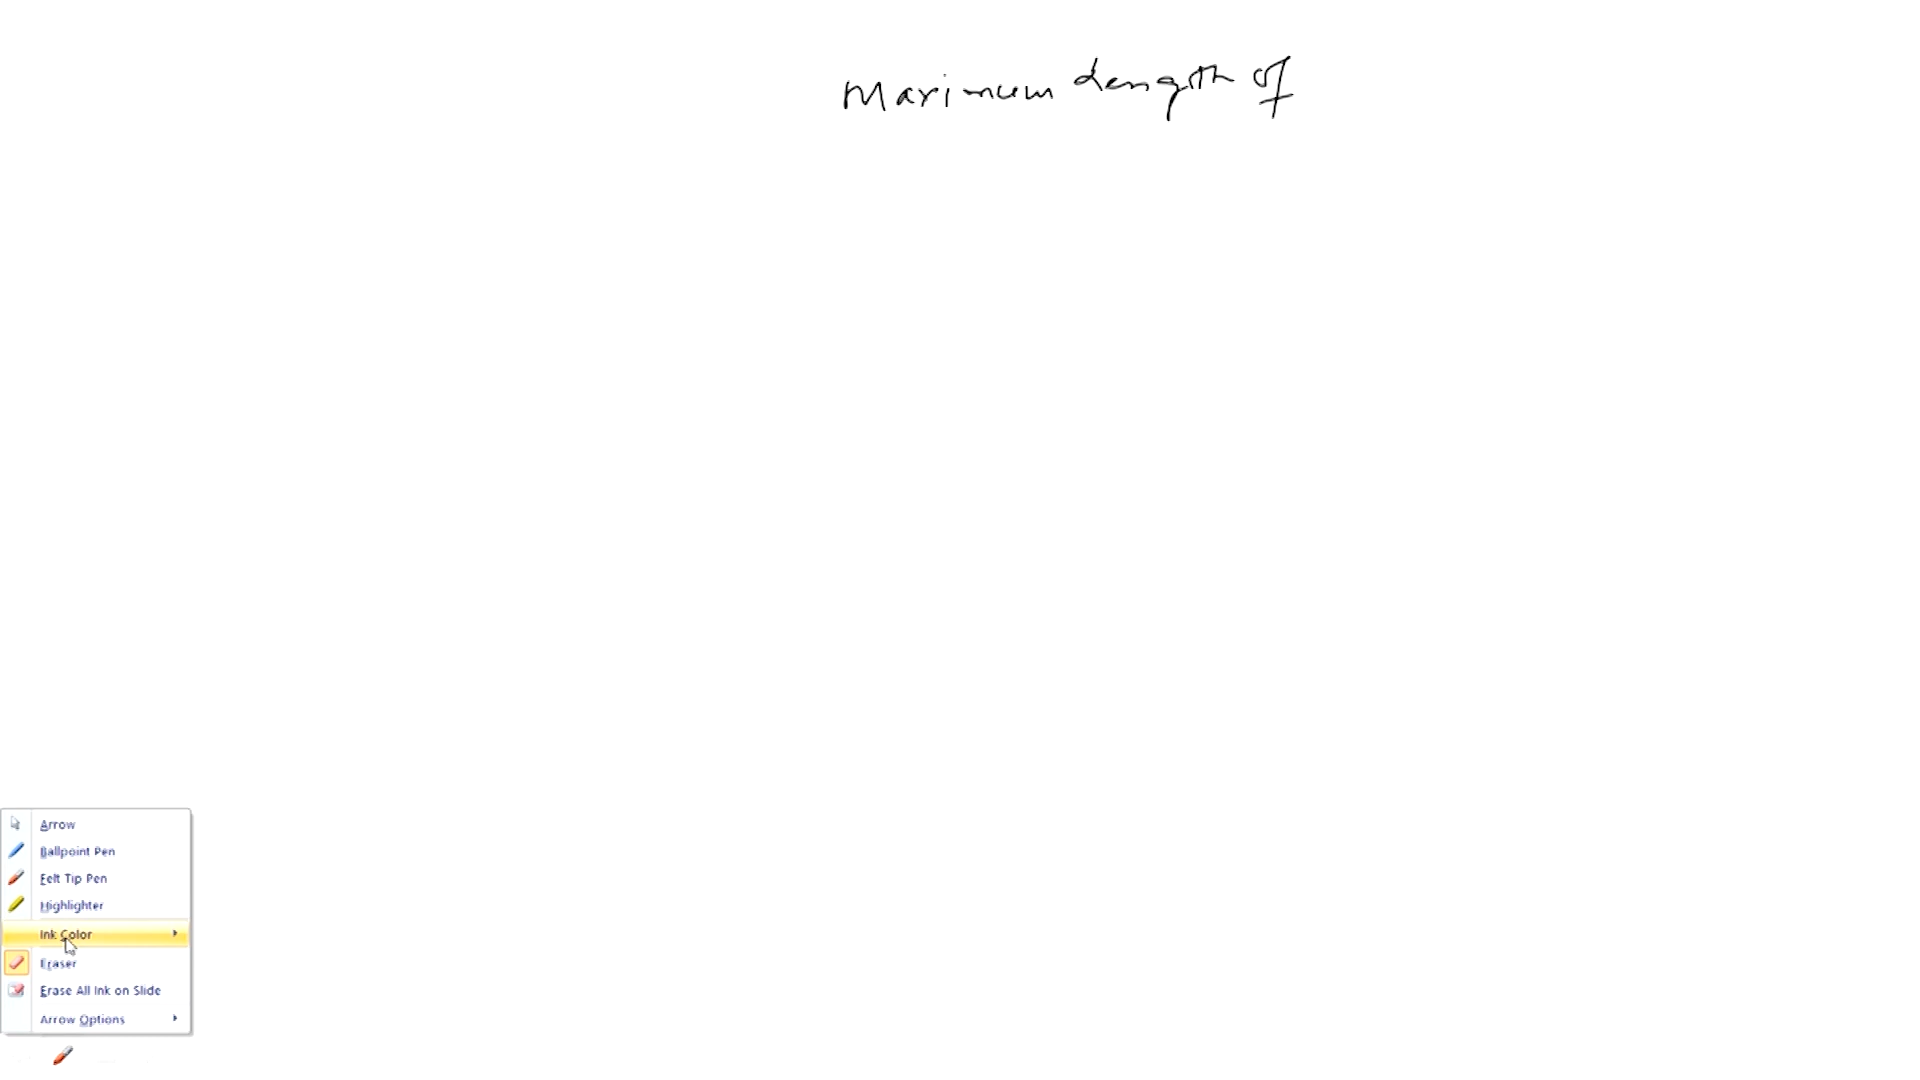 Maximum Length of
Arrow
Ballpoint Pen
Felt Tip Pen
Highlighter
Ink Color
Eraser
Erase All Ink on Slide
Arrow Options